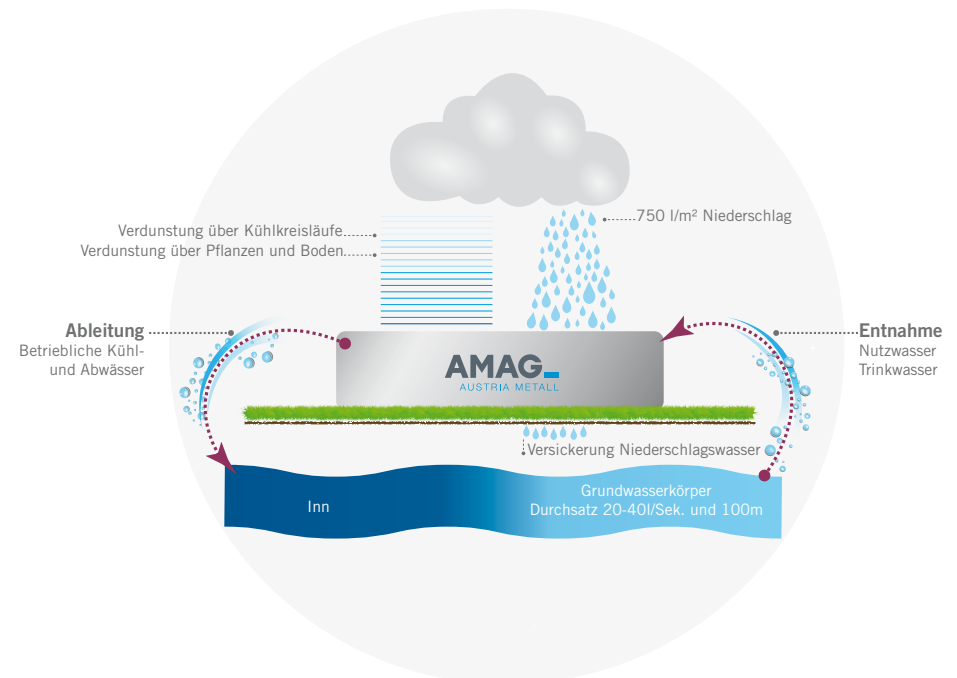 750 l/m² Niederschlag
Verdunstung über Kühlkreisläufe
Verdunstung über Pflanzen und Boden
Ableitung
Betriebliche Kühl-
und Abwässer
Entnahme
Nutzwasser
Trinkwasser
AMAG
AUSTRIA METALL
Versickerung Niederschlagswasser
Inn
Grundwasserkörper
Durchsatz 20-40l/Sek. und 100m